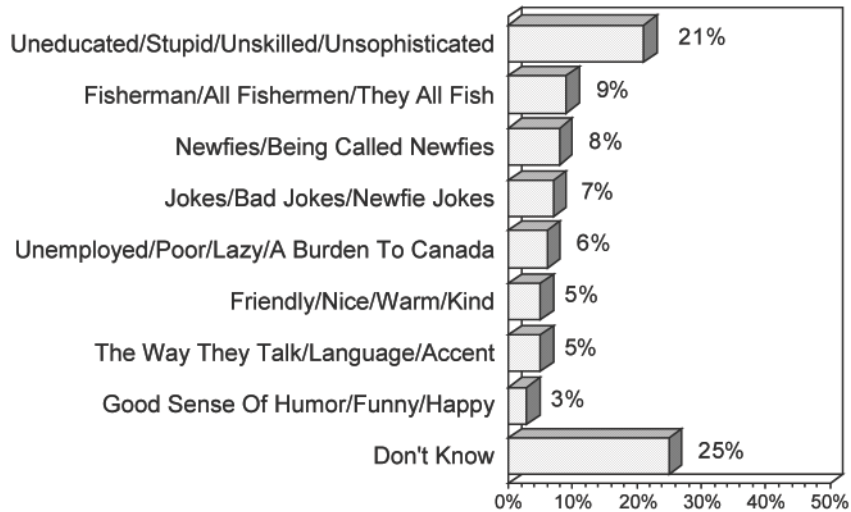 Uneducated/Stupid/Unskilled/Unsophisticated 21%
Fisherman/All Fishermen/They All Fish 9%
Newfies/Being Called Newfies 8%
Jokes/Bad Jokes/Newfie Jokes 7%
Unemployed/Poor/Lazy/A Burden To Canada 6%
Friendly/Nice/Warm/Kind 5%
The Way They Talk/Language/Accent 5%
Good Sense Of Humor/Funny/Happy 3%
Don't Know 25%
0% 10% 20% 30% 40% 50%